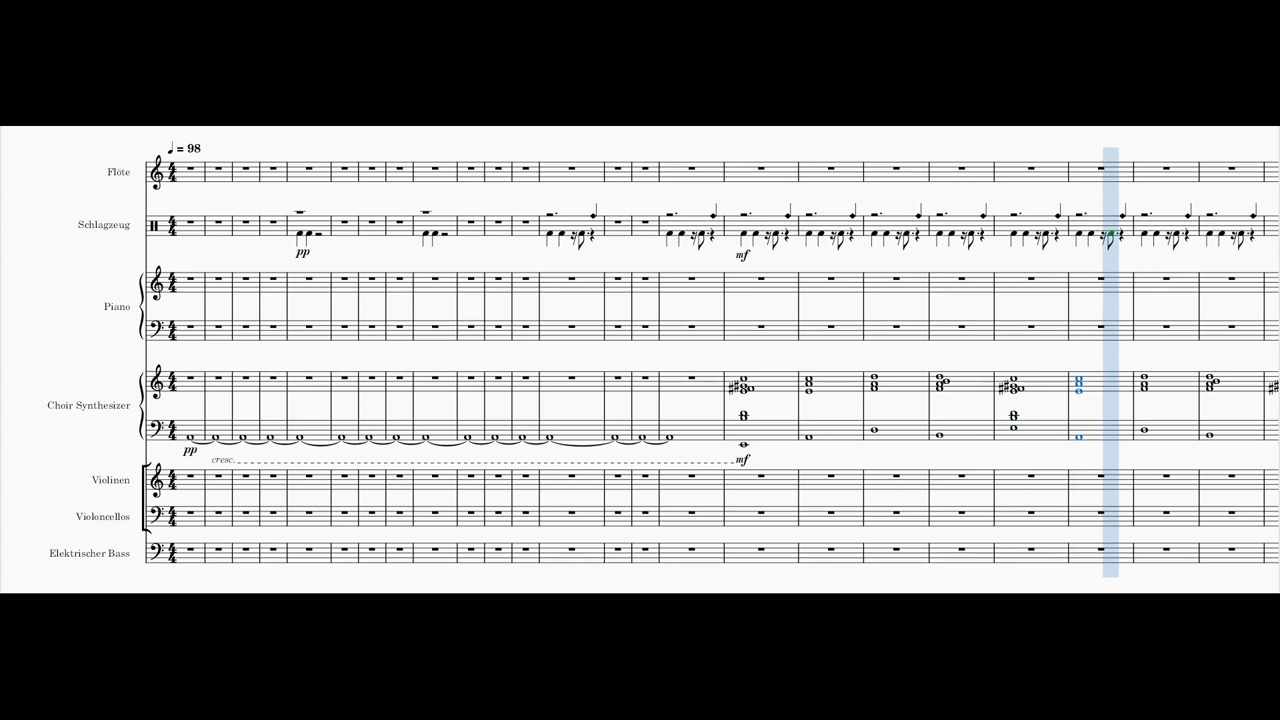 ♩ = 98
Flöte
Schlagzeug
pp
mf
Piano
Choir Synthesizer
pp
cresc.
mf
Violinen
Violoncellos
Elektrischer Bass